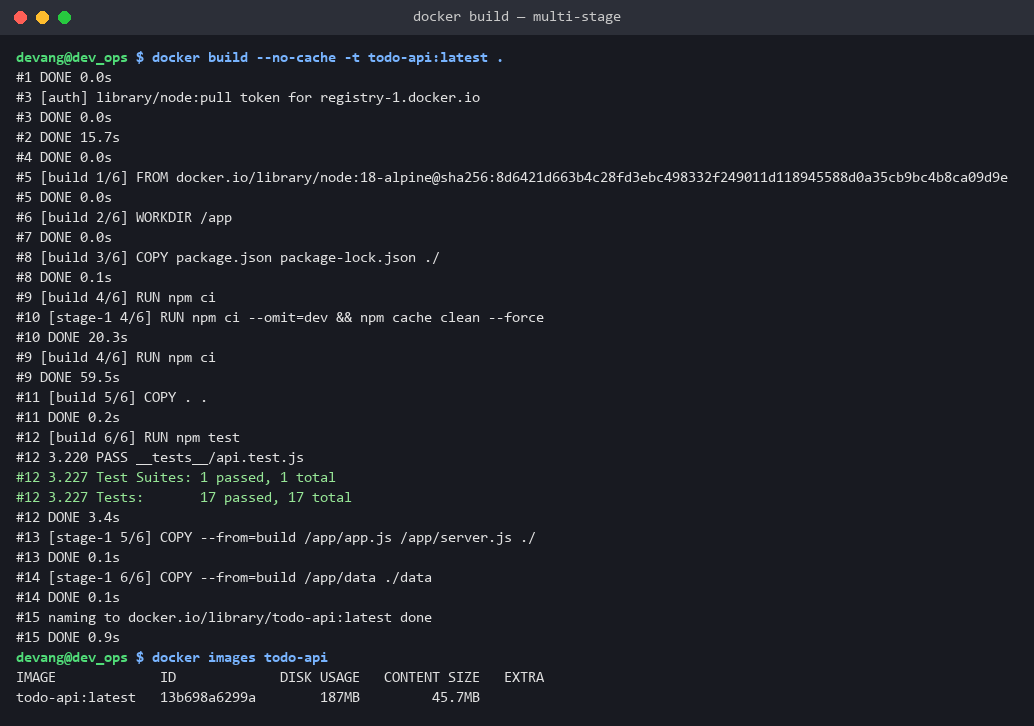 docker build — multi-stage
devang@dev_ops $ docker build --no-cache -t todo-api:latest .
#1 DONE 0.0s
#3 [auth] library/node:pull token for registry-1.docker.io
#3 DONE 0.0s
#2 DONE 15.7s
#4 DONE 0.0s
#5 [build 1/6] FROM docker.io/library/node:18-alpine@sha256:8d6421d663b4c28fd3ebc498332f249011d118945588d0a35cb9bc4b8ca09d9e
#5 DONE 0.0s
#6 [build 2/6] WORKDIR /app
#7 DONE 0.0s
#8 [build 3/6] COPY package.json package-lock.json ./
#8 DONE 0.1s
#9 [build 4/6] RUN npm ci
#10 [stage-1 4/6] RUN npm ci --omit=dev && npm cache clean --force
#10 DONE 20.3s
#9 [build 4/6] RUN npm ci
#9 DONE 59.5s
#11 [build 5/6] COPY . .
#11 DONE 0.2s
#12 [build 6/6] RUN npm test
#12 3.220 PASS __tests__/api.test.js
#12 3.227 Test Suites: 1 passed, 1 total
#12 3.227 Tests:       17 passed, 17 total
#12 DONE 3.4s
#13 [stage-1 5/6] COPY --from=build /app/app.js /app/server.js ./
#13 DONE 0.1s
#14 [stage-1 6/6] COPY --from=build /app/data ./data
#14 DONE 0.1s
#15 naming to docker.io/library/todo-api:latest done
#15 DONE 0.9s
devang@dev_ops $ docker images todo-api
IMAGE             ID             DISK USAGE   CONTENT SIZE   EXTRA
todo-api:latest   13b698a6299a        187MB         45.7MB